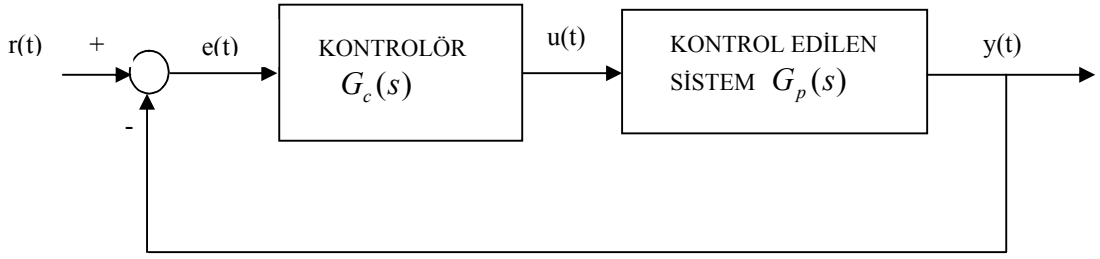 r(t)
+
-
e(t)
KONTROLÖR
G_c(s)
u(t)
KONTROL EDİLEN
SİSTEM G_p(s)
y(t)